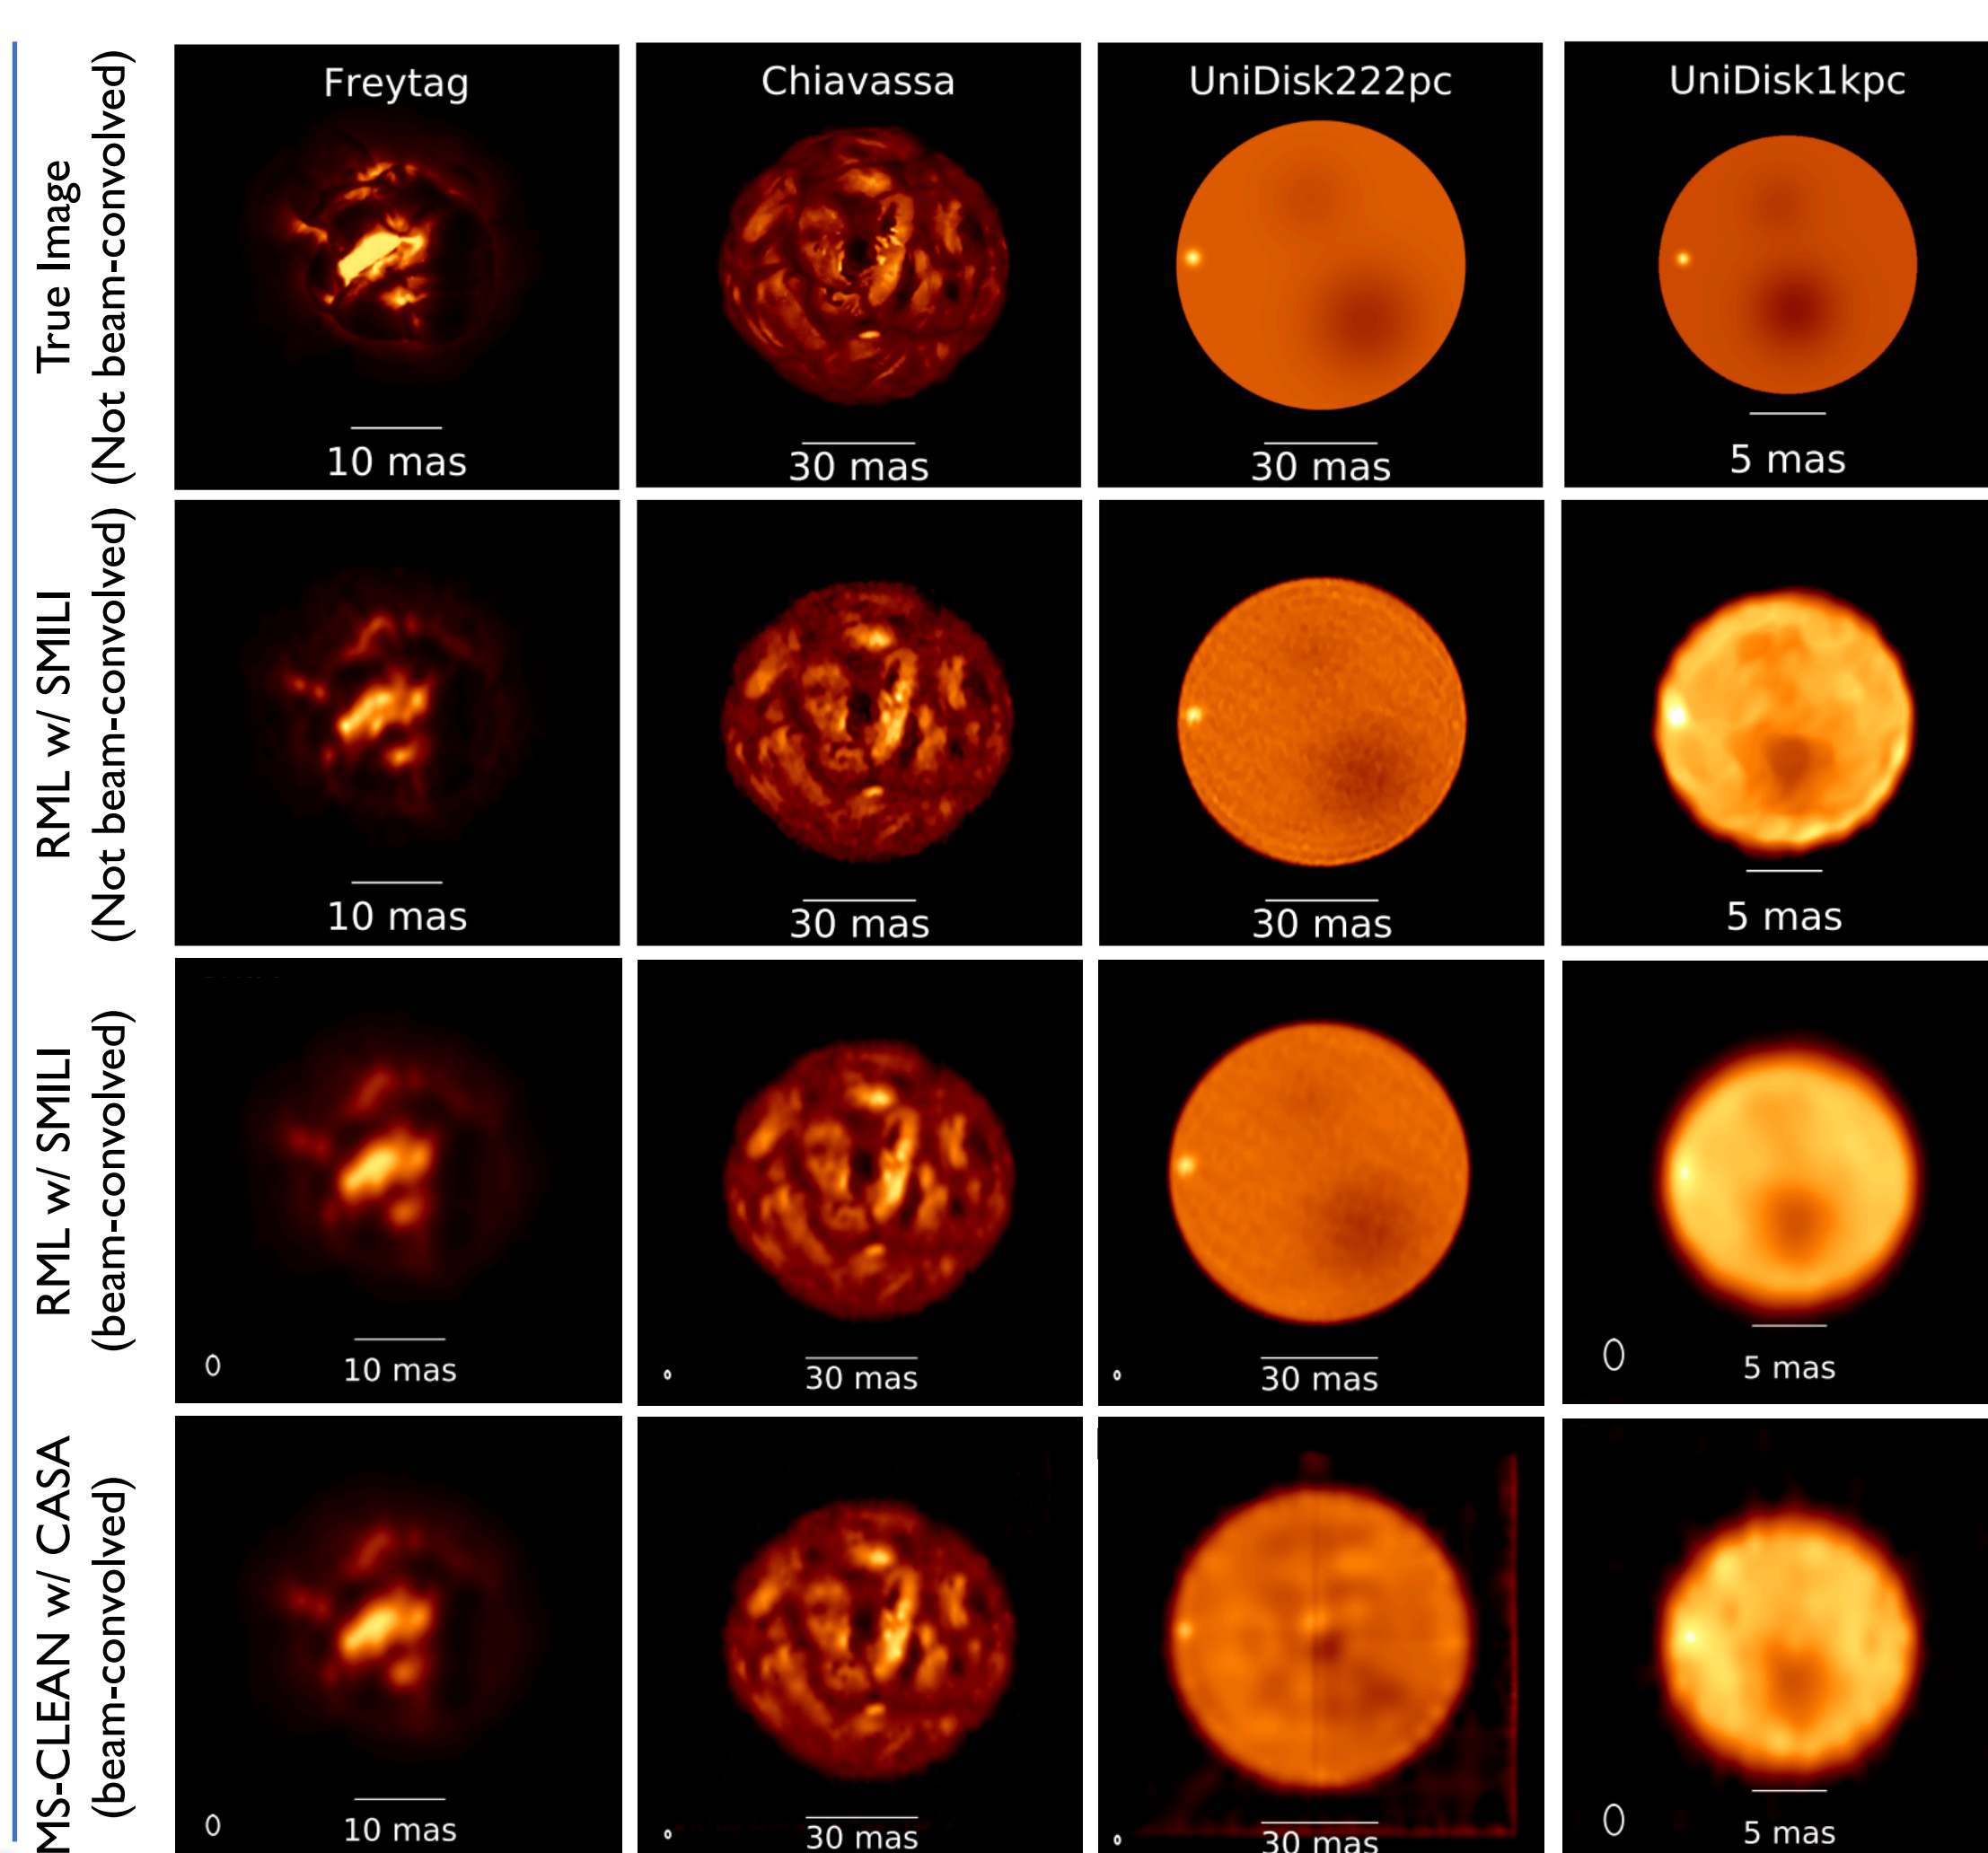 True Image
(Not beam-convolved)
Freytag
Chiavassa
UniDisk222pc
UniDisk1kpc
10 mas
30 mas
30 mas
5 mas
RML w/ SMILI
(Not beam-convolved)
10 mas
30 mas
30 mas
5 mas
RML w/ SMILI
(beam-convolved)
10 mas
30 mas
30 mas
5 mas
MS-CLEAN w/ CASA
(beam-convolved)
10 mas
30 mas
30 mas
5 mas